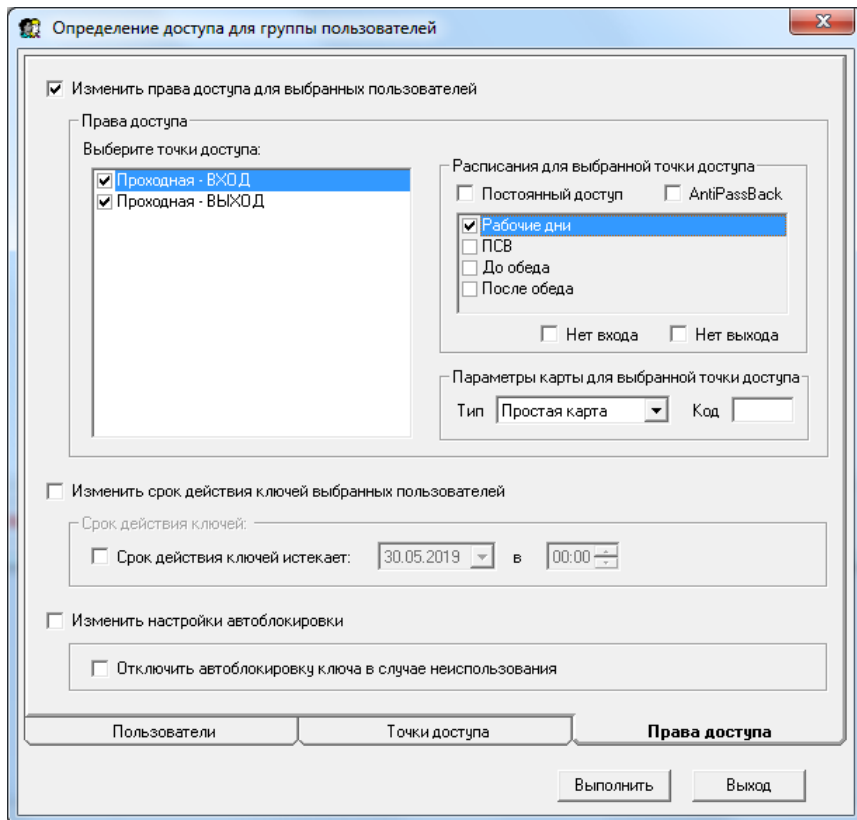 Определение доступа для группы пользователей
Изменить права доступа для выбранных пользователей
Права доступа
Выберите точки доступа:
Проходная - ВХОД
Проходная - ВЫХОД
Расписания для выбранной точки доступа
Постоянный доступ AntiPassBack
Рабочие дни
ПСВ
До обеда
После обеда
Нет входа Нет выхода
Параметры карты для выбранной точки доступа
Тип Простая карта Код
Изменить срок действия ключей выбранных пользователей
Срок действия ключей:
Срок действия ключей истекает: 30.05.2019 в 00:00
Изменить настройки автоблокировки
Отключить автоблокировку ключа в случае неиспользования
Пользователи Точки доступа Права доступа
Выполнить Выход